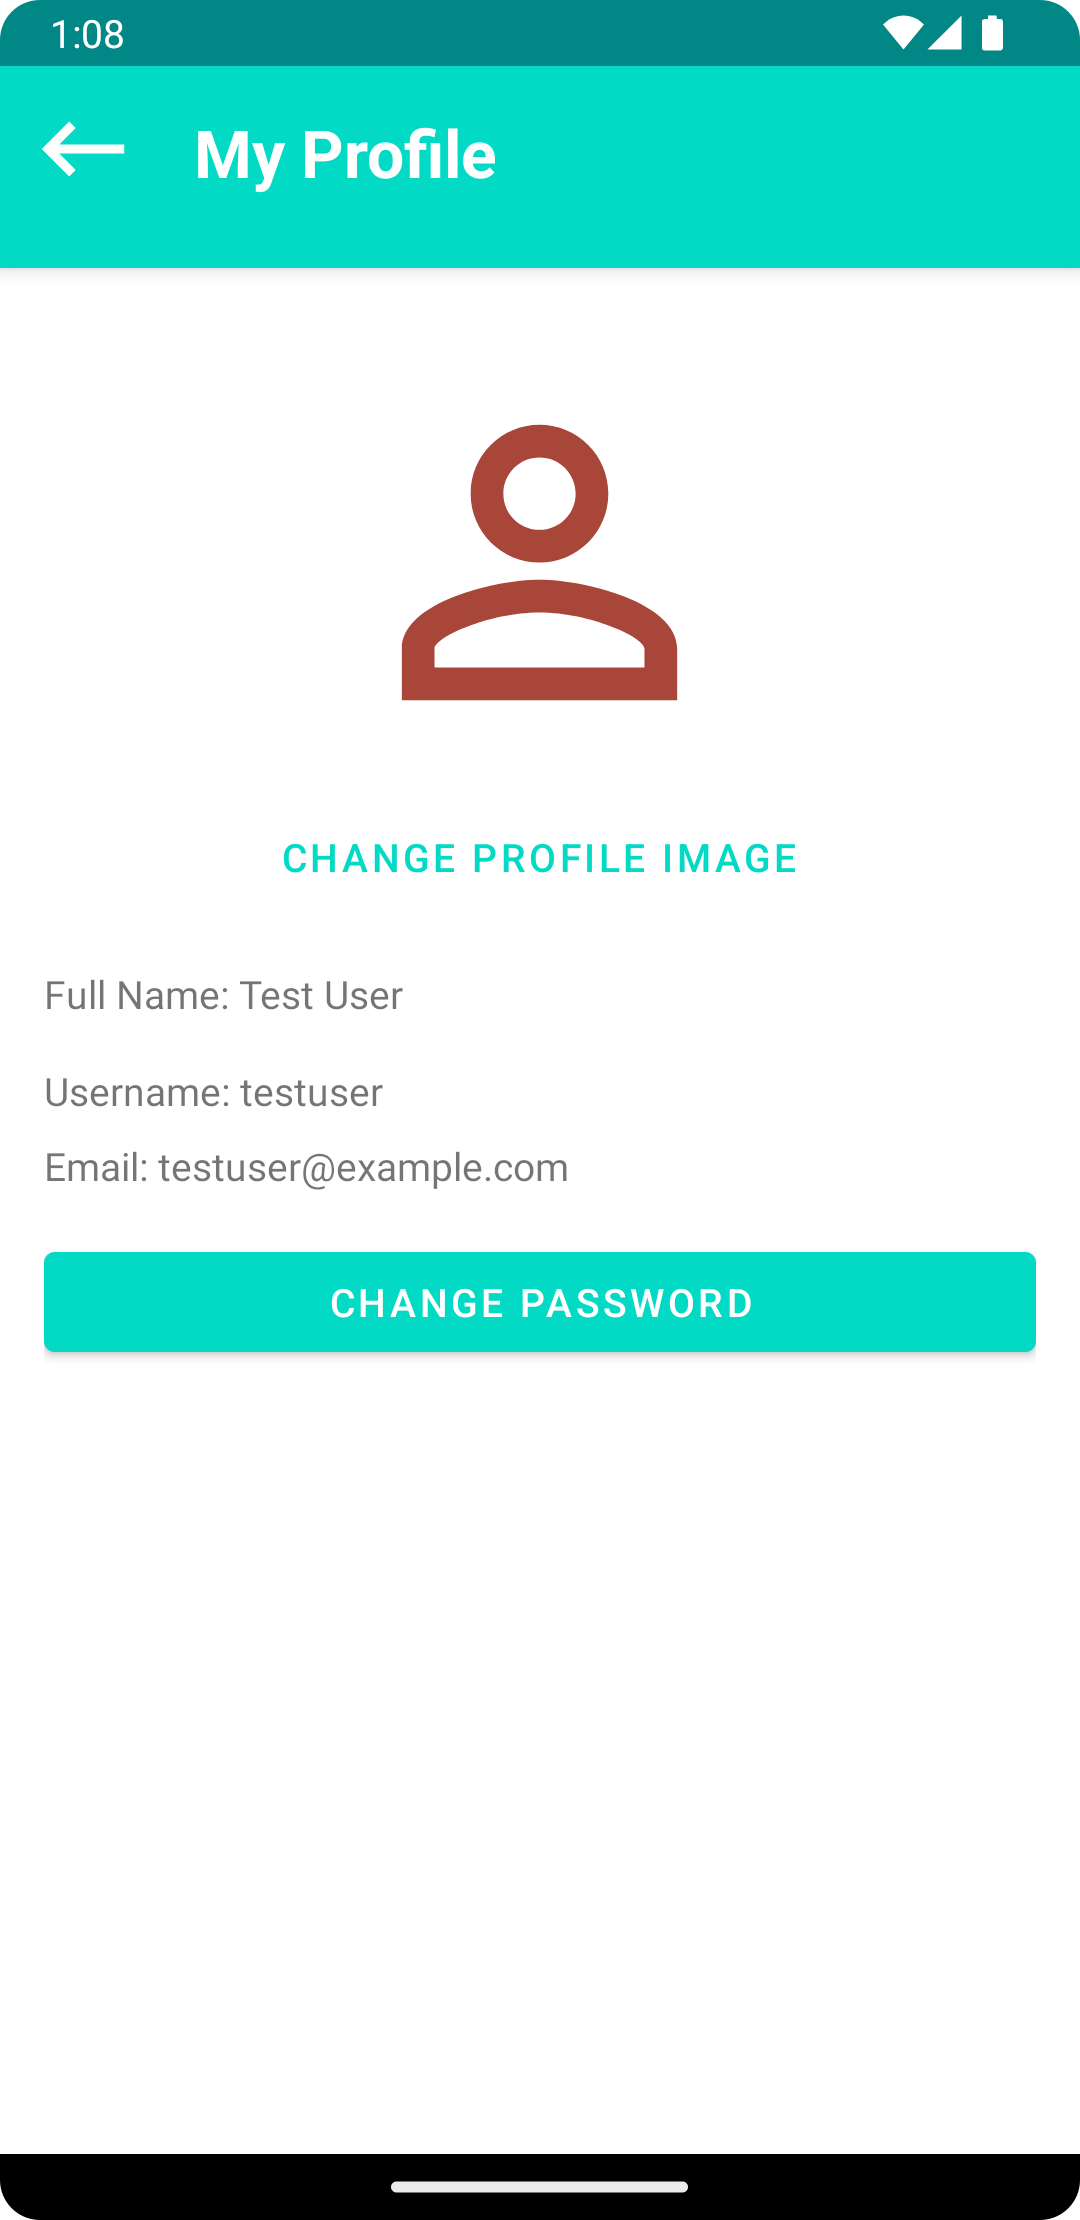 1:08
My Profile
CHANGE PROFILE IMAGE
Full Name: Test User
Username: testuser
Email: testuser@example.com
CHANGE PASSWORD